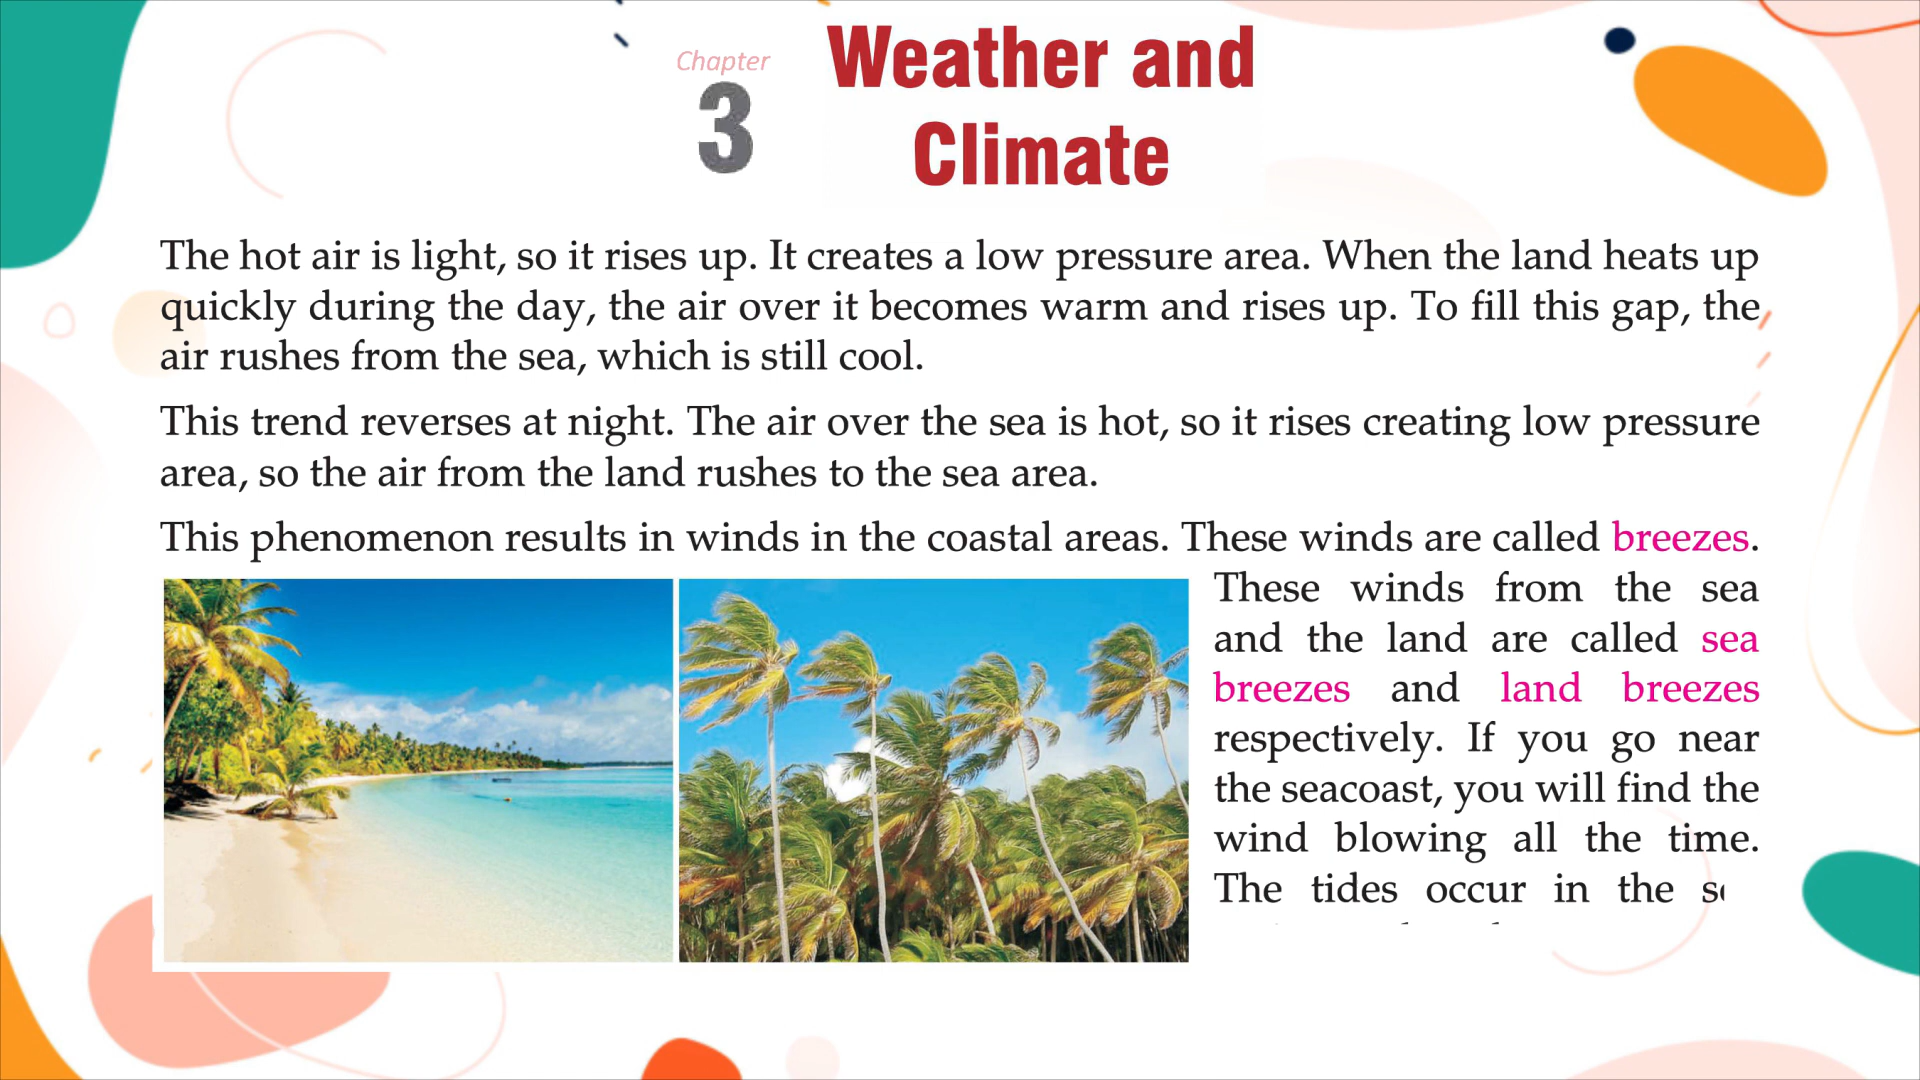 Chapter
3
Weather and
Climate
The hot air is light, so it rises up. It creates a low pressure area. When the land heats up
quickly during the day, the air over it becomes warm and rises up. To fill this gap, the
air rushes from the sea, which is still cool.
This trend reverses at night. The air over the sea is hot, so it rises creating low pressure
area, so the air from the land rushes to the sea area.
This phenomenon results in winds in the coastal areas. These winds are called breezes.
These winds from the sea
and the land are called sea
breezes and land breezes
respectively. If you go near
the seacoast, you will find the
wind blowing all the time.
The tides occur in the